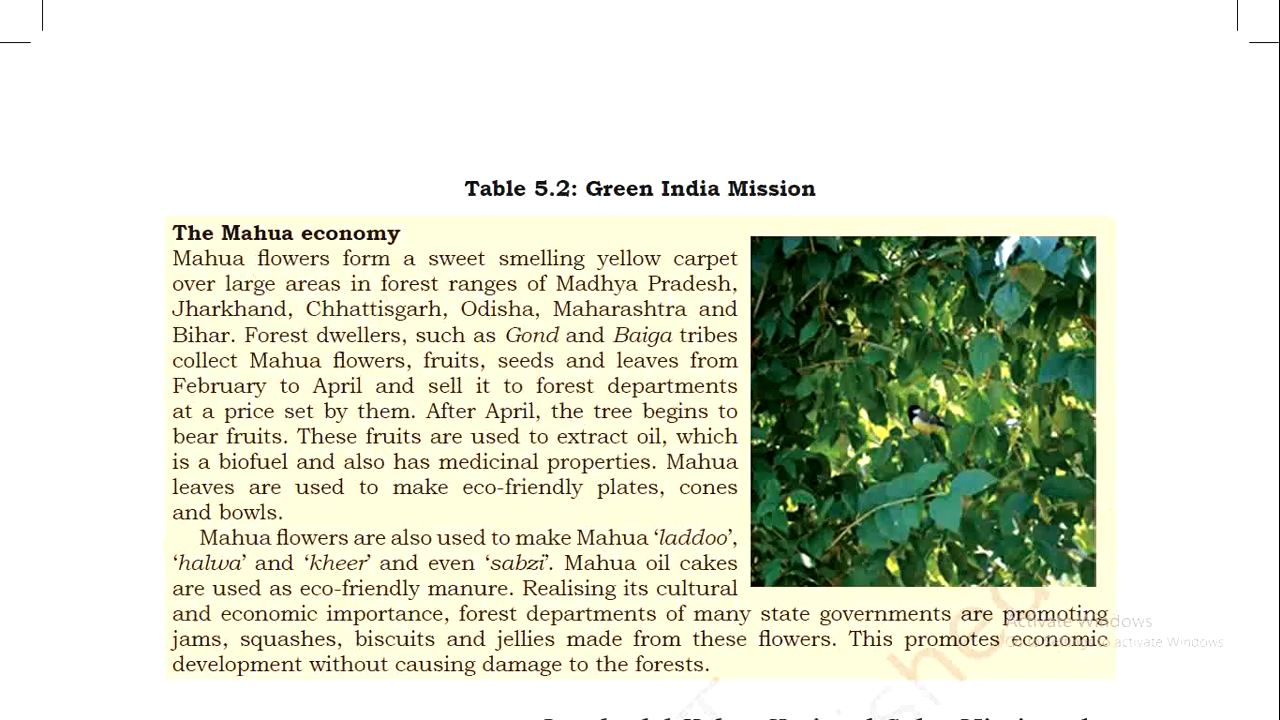 Table 5.2: Green India Mission
The Mahua economy
Mahua flowers form a sweet smelling yellow carpet
over large areas in forest ranges of Madhya Pradesh,
Jharkhand, Chhattisgarh, Odisha, Maharashtra and
Bihar. Forest dwellers, such as Gond and Baiga tribes
collect Mahua flowers, fruits, seeds and leaves from
February to April and sell it to forest departments
at a price set by them. After April, the tree begins to
bear fruits. These fruits are used to extract oil, which
is a biofuel and also has medicinal properties. Mahua
leaves are used to make eco-friendly plates, cones
and bowls.
Mahua flowers are also used to make Mahua ‘laddoo’,
‘halwa’ and ‘kheer’ and even ‘sabzi’. Mahua oil cakes
are used as eco-friendly manure. Realising its cultural
and economic importance, forest departments of many state governments are promoting
jams, squashes, biscuits and jellies made from these flowers. This promotes economic
development without causing damage to the forests.
Activate Windows
Go to Settings to activate Windows